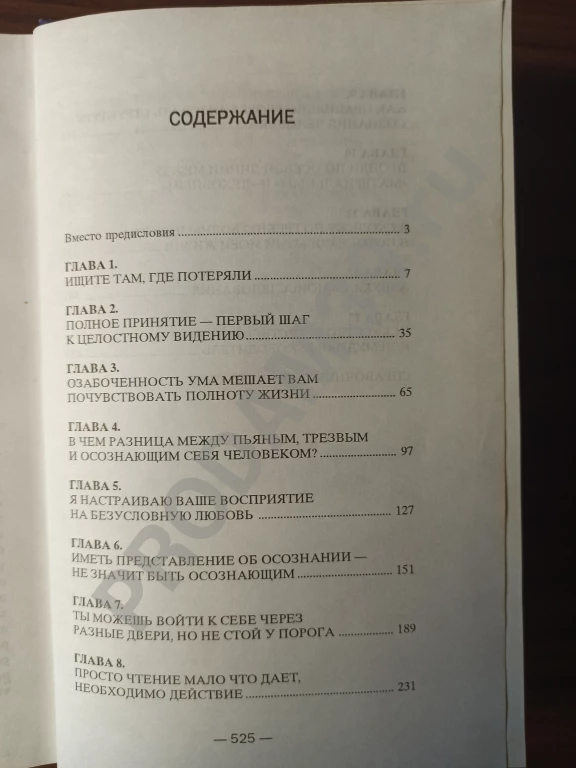 СОДЕРЖАНИЕ
Вместо предисловия 3
ГЛАВА 1.
ИЩИТЕ ТАМ, ГДЕ ПОТЕРЯЛИ 7
ГЛАВА 2.
ПОЛНОЕ ПРИНЯТИЕ — ПЕРВЫЙ ШАГ
К ЦЕЛОСТНОМУ ВИДЕНИЮ 35
ГЛАВА 3.
ОЗАБОЧЕННОСТЬ УМА МЕШАЕТ ВАМ
ПОЧУВСТВОВАТЬ ПОЛНОТУ ЖИЗНИ 65
ГЛАВА 4.
В ЧЕМ РАЗНИЦА МЕЖДУ ПЬЯНЫМ, ТРЕЗВЫМ
И ОСОЗНАЮЩИМ СЕБЯ ЧЕЛОВЕКОМ? 97
ГЛАВА 5.
Я НАСТРАИВАЮ ВАШЕ ВОСПРИЯТИЕ
НА БЕЗУСЛОВНУЮ ЛЮБОВЬ 127
ГЛАВА 6.
ИМЕТЬ ПРЕДСТАВЛЕНИЕ ОБ ОСОЗНАНИИ —
НЕ ЗНАЧИТ БЫТЬ ОСОЗНАЮЩИМ 151
ГЛАВА 7.
ТЫ МОЖЕШЬ ВОЙТИ К СЕБЕ ЧЕРЕЗ
РАЗНЫЕ ДВЕРИ, НО НЕ СТОЙ У ПОРОГА 189
ГЛАВА 8.
ПРОСТО ЧТЕНИЕ МАЛО ЧТО ДАЕТ,
НЕОБХОДИМО ДЕЙСТВИЕ 231
— 525 —